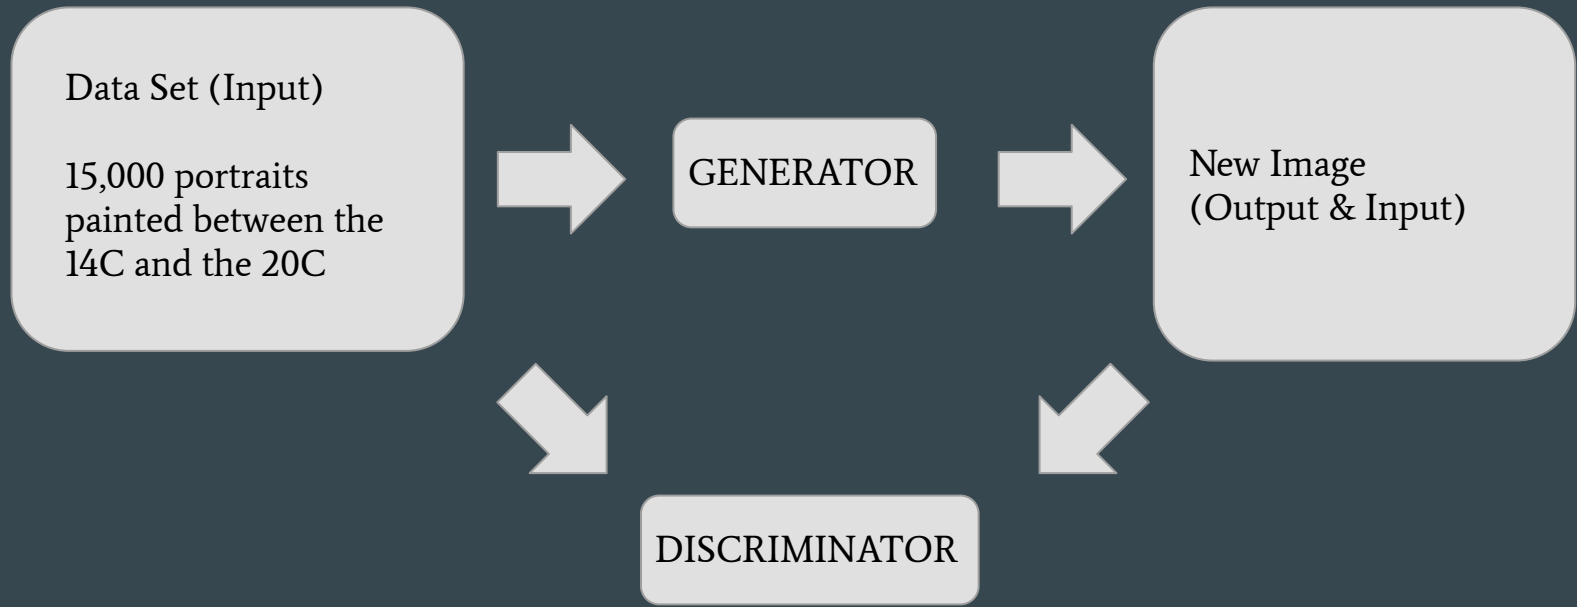 Data Set (Input)
15,000 portraits
painted between the
14C and the 20C
GENERATOR
New Image
(Output & Input)
DISCRIMINATOR